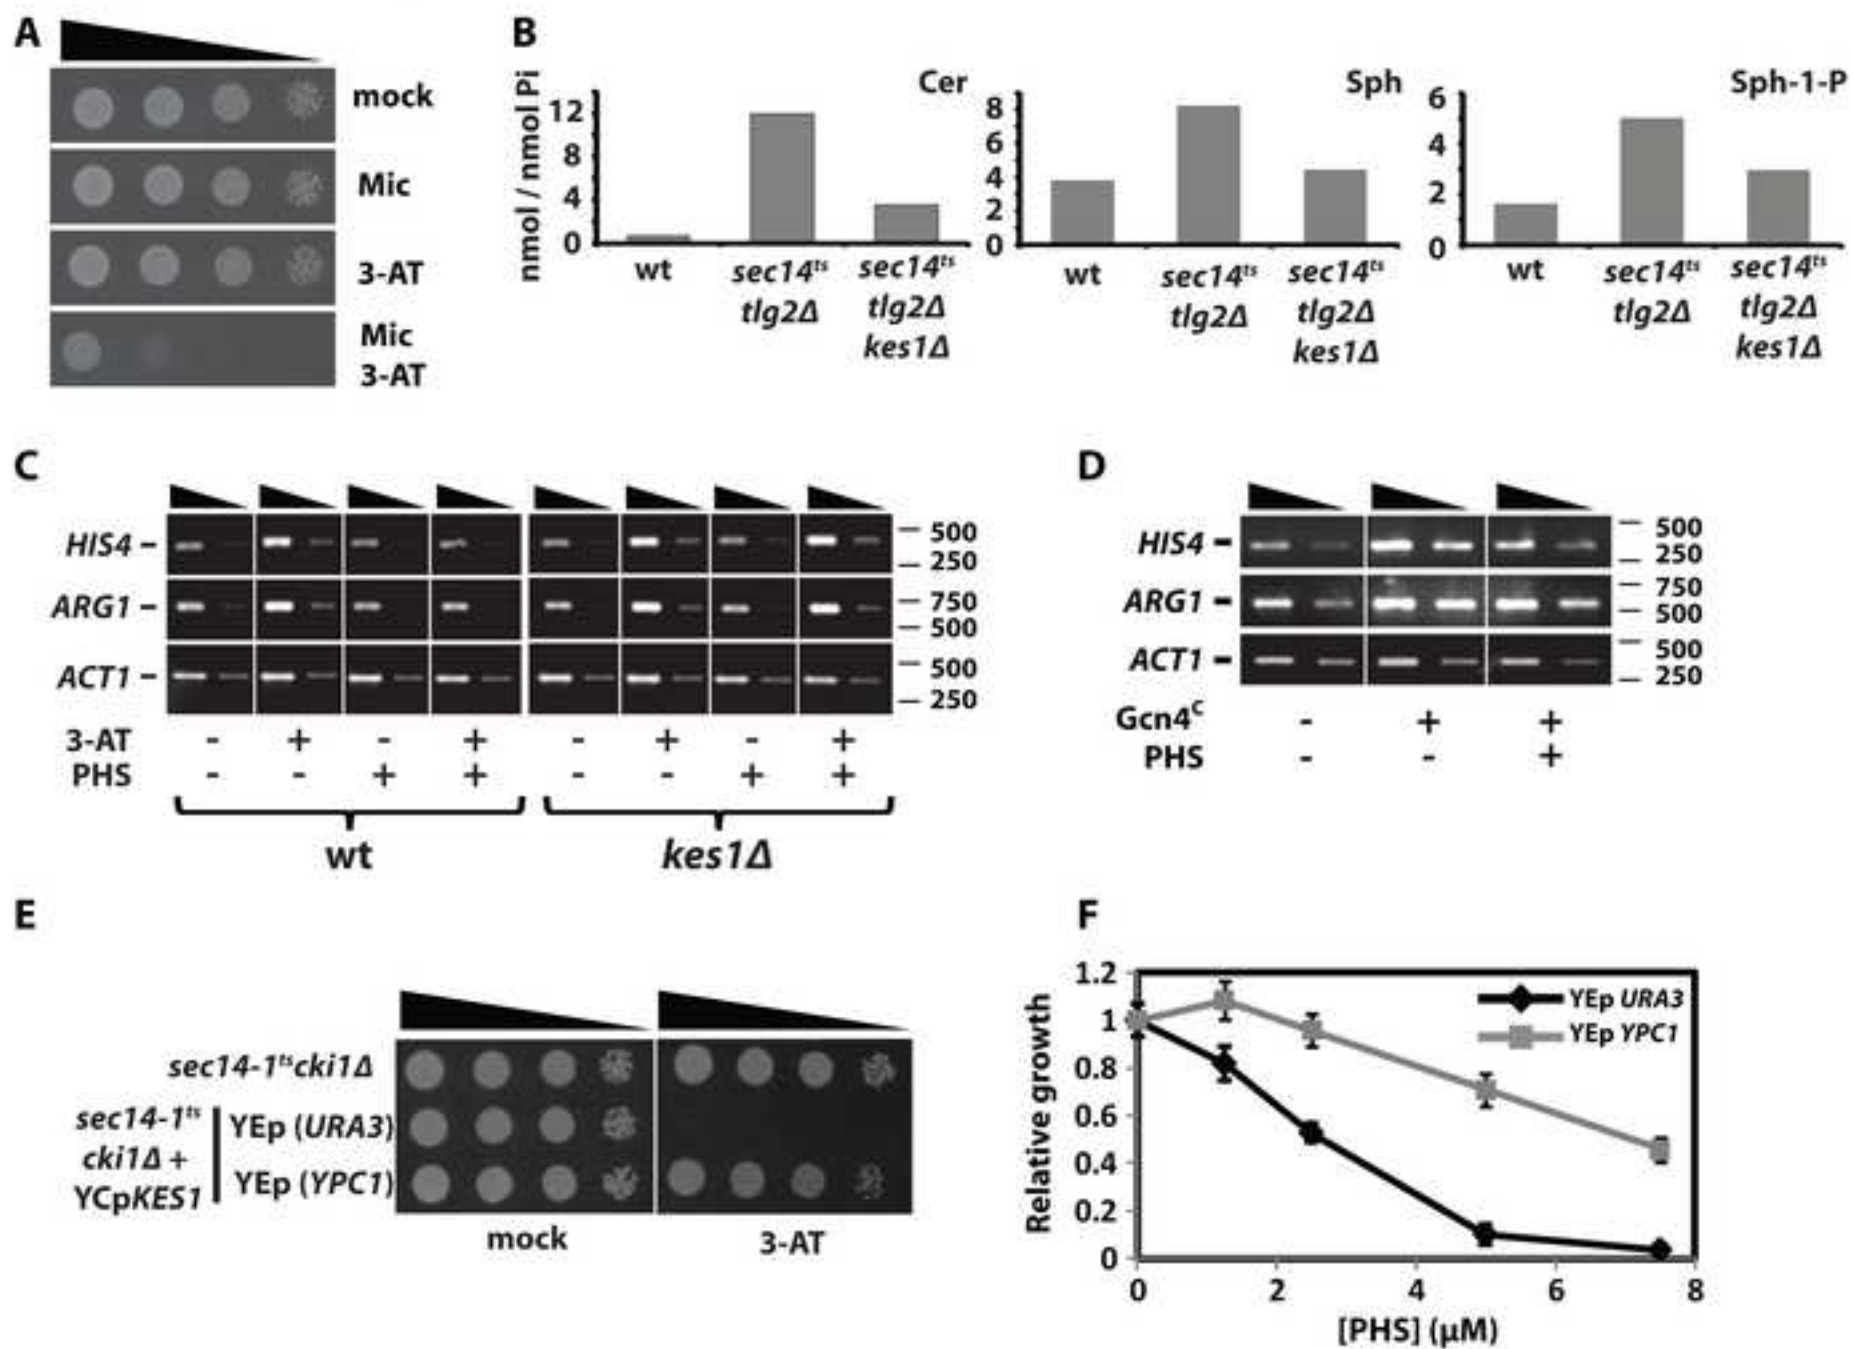 A
mock
Mic
3-AT
Mic
3-AT
B
nmol / nmol Pi
Cer
12
8
4
0
wt
sec14ts
tlg2Δ
sec14ts
tlg2Δ
kes1Δ
Sph
8
6
4
2
0
wt
sec14ts
tlg2Δ
sec14ts
tlg2Δ
kes1Δ
Sph-1-P
6
4
2
0
wt
sec14ts
tlg2Δ
sec14ts
tlg2Δ
kes1Δ
C
HIS4
500
250
ARG1
750
500
ACT1
500
250
3-AT - + - + - + - +
PHS - - + + - - + +
wt kes1Δ
D
HIS4
500
250
ARG1
750
500
ACT1
500
250
Gcn4C - + +
PHS - - +
E
sec14-1ts cki1Δ
sec14-1ts
cki1Δ +
YCpKES1
YEp (URA3)
YEp (YPC1)
mock 3-AT
F
Relative growth
1.2
1
0.8
0.6
0.4
0.2
0
YEp URA3
YEp YPC1
0 2 4 6 8
[PHS] (µM)